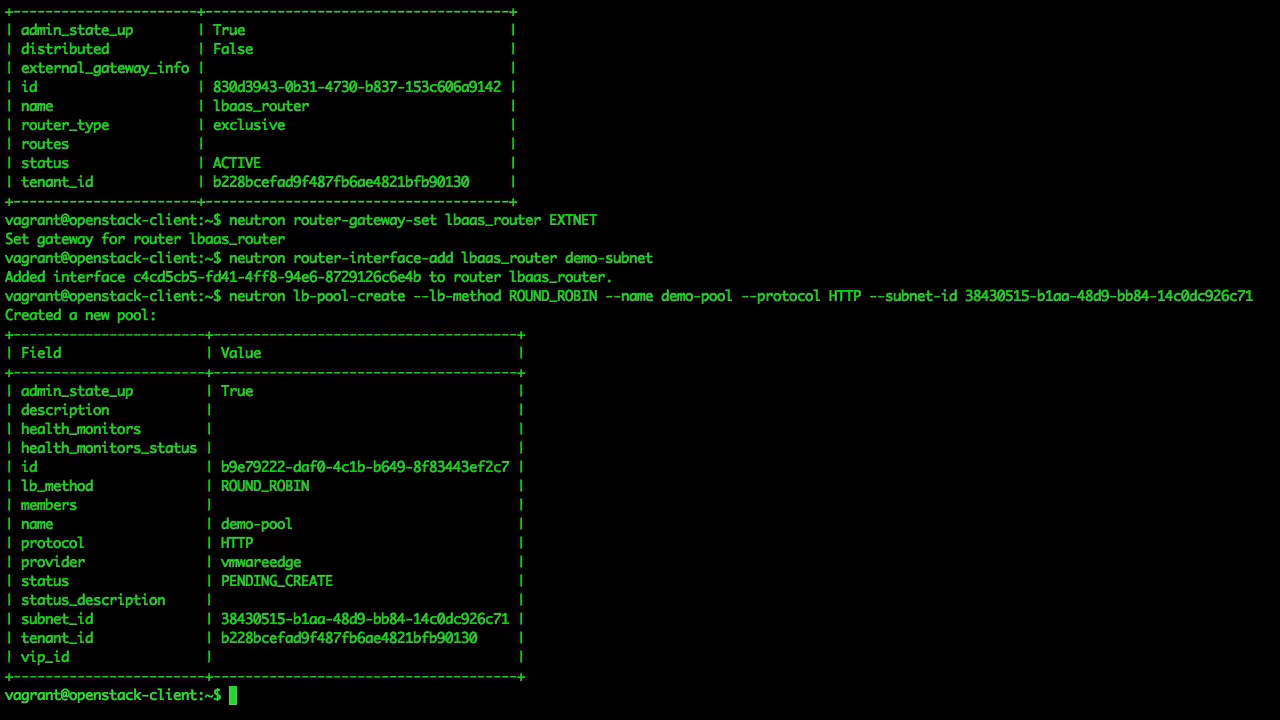 +-----------------------+--------------------------------------+
| admin_state_up        | True                                 |
| distributed           | False                                |
| external_gateway_info |                                      |
| id                    | 830d3943-0b31-4730-b837-153c606a9142 |
| name                  | lbaas_router                         |
| router_type           | exclusive                            |
| routes                |                                      |
| status                | ACTIVE                               |
| tenant_id             | b228bcefad9f487fb6ae4821bfb90130     |
+-----------------------+--------------------------------------+
vagrant@openstack-client:~$ neutron router-gateway-set lbaas_router EXTNET
Set gateway for router lbaas_router
vagrant@openstack-client:~$ neutron router-interface-add lbaas_router demo-subnet
Added interface c4cd5cb5-fd41-4ff8-94e6-8729126c6e4b to router lbaas_router.
vagrant@openstack-client:~$ neutron lb-pool-create --lb-method ROUND_ROBIN --name demo-pool --protocol HTTP --subnet-id 38430515-b1aa-48d9-bb84-14c0dc926c71
Created a new pool:
+------------------------+--------------------------------------+
| Field                  | Value                                |
+------------------------+--------------------------------------+
| admin_state_up         | True                                 |
| description            |                                      |
| health_monitors        |                                      |
| health_monitors_status |                                      |
| id                     | b9e79222-daf0-4c1b-b649-8f83443ef2c7 |
| lb_method              | ROUND_ROBIN                          |
| members                |                                      |
| name                   | demo-pool                            |
| protocol               | HTTP                                 |
| provider               | vmwareedge                           |
| status                 | PENDING_CREATE                       |
| status_description     |                                      |
| subnet_id              | 38430515-b1aa-48d9-bb84-14c0dc926c71 |
| tenant_id              | b228bcefad9f487fb6ae4821bfb90130     |
| vip_id                 |                                      |
+------------------------+--------------------------------------+
vagrant@openstack-client:~$